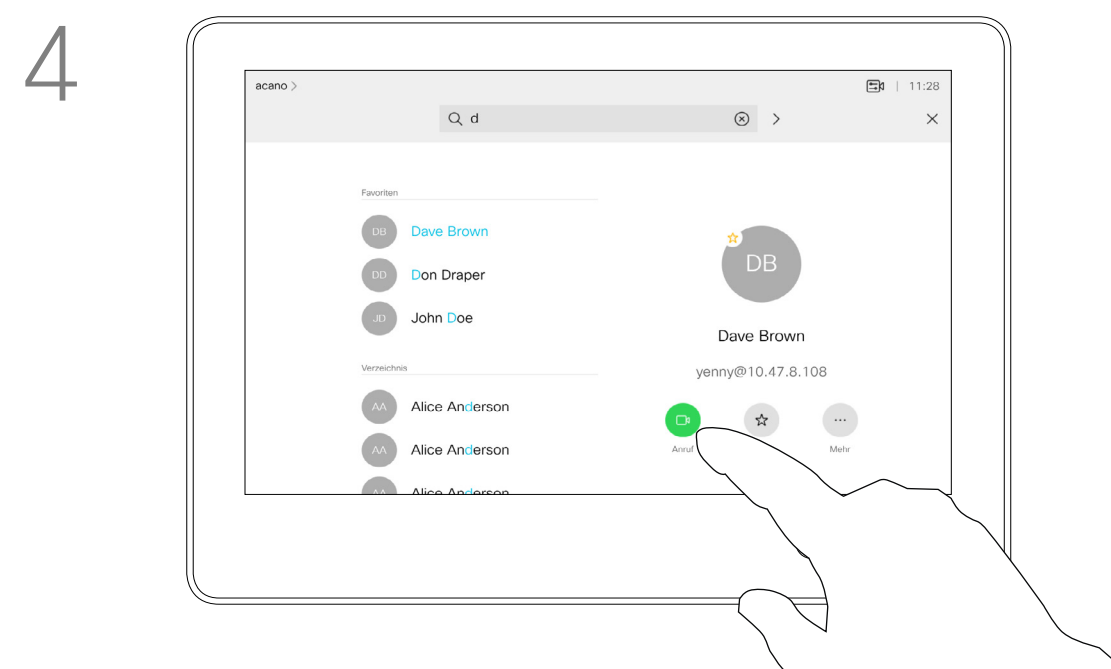 4
acano >
11:28
d
Favoriten
DB Dave Brown
DD Don Draper
JD John Doe
Verzeichnis
AA Alice Anderson
AA Alice Anderson
AA Alice Anderson
DB
Dave Brown
yenny@10.47.8.108
Anruf Mehr